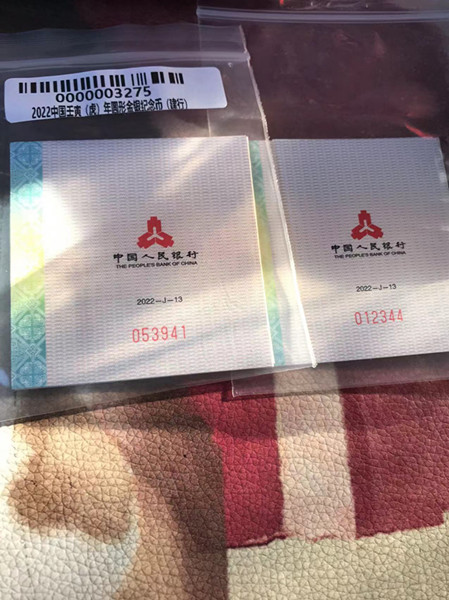 0000003275
2022中国壬寅（虎）年圆形金银纪念币（建行）
中国人民银行
THE PEOPLE'S BANK OF CHINA
2022-J-13
053941
中国人民银行
THE PEOPLE'S BANK OF CHINA
2022-J-13
012344